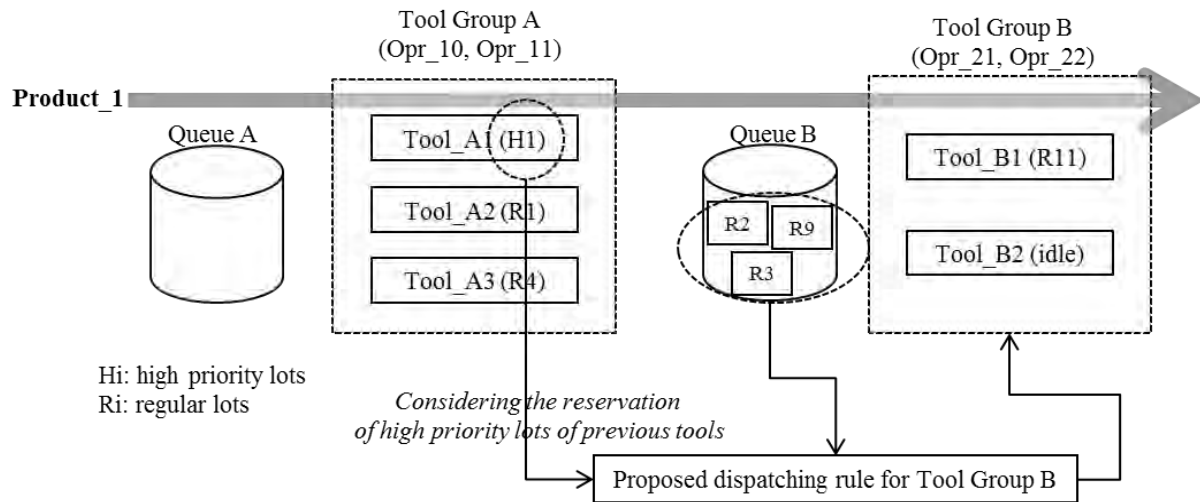 Tool Group A
(Opr_10, Opr_11)
Tool Group B
(Opr_21, Opr_22)
Product_1
Queue A
Tool_A1 (H1)
Tool_A2 (R1)
Tool_A3 (R4)
Queue B
R2
R9
R3
Tool_B1 (R11)
Tool_B2 (idle)
Hi: high priority lots
Ri: regular lots
Considering the reservation
of high priority lots of previous tools
Proposed dispatching rule for Tool Group B